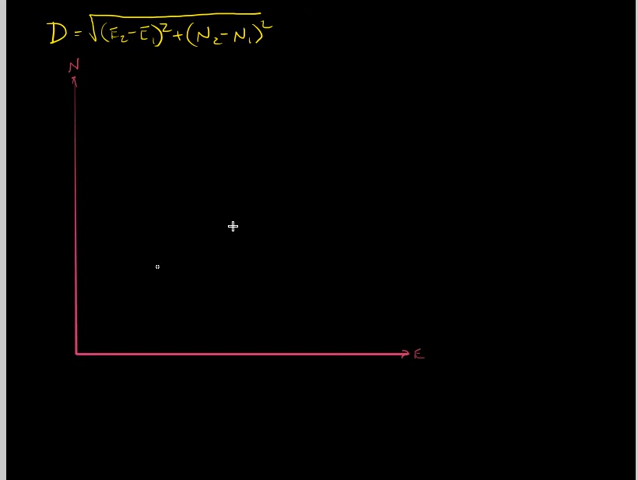 D = √(E₂-E₁)² + (N₂-N₁)²
N
E